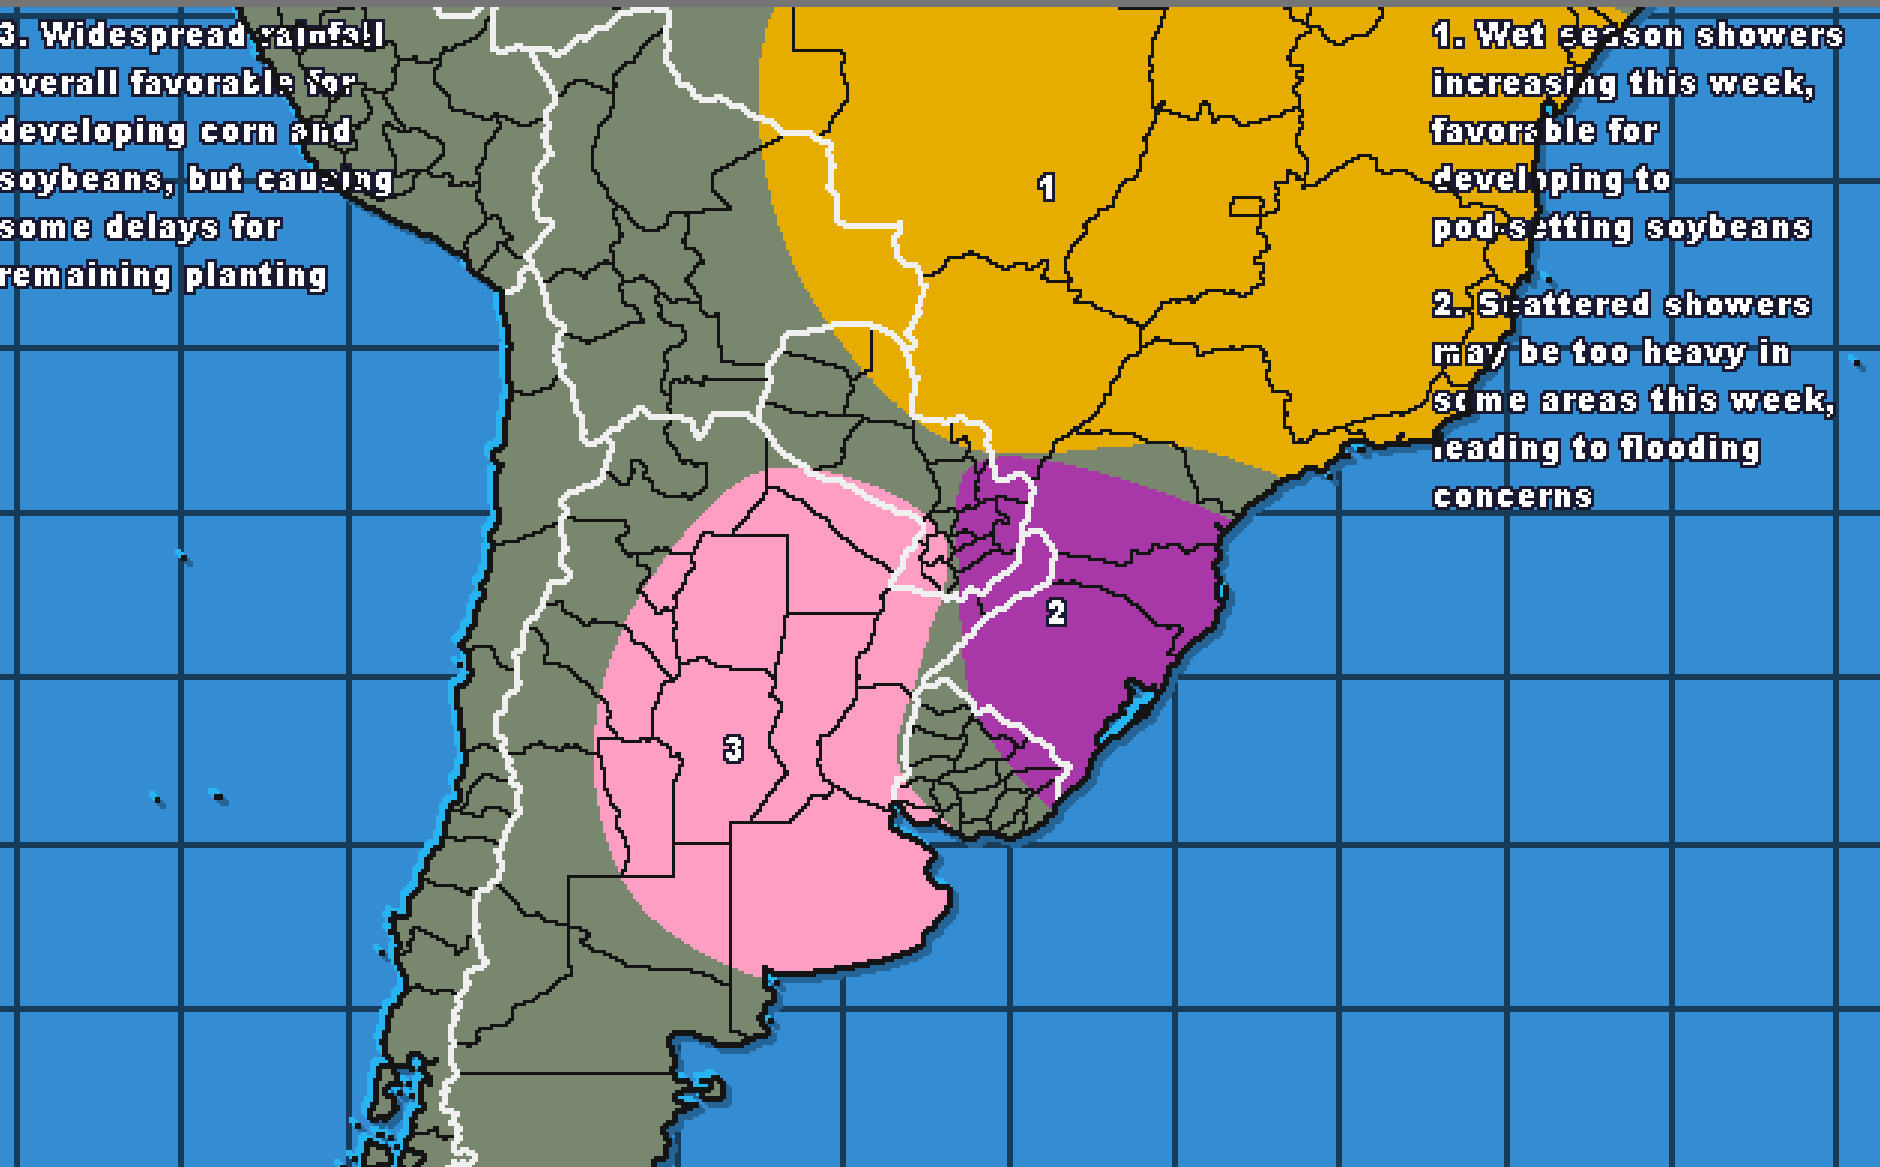 3. Widespread rainfall
overall favorable for
developing corn and
soybeans, but causing
some delays for
remaining planting
1. Wet season showers
increasing this week,
favorable for
developing to
pod-setting soybeans
2. Scattered showers
may be too heavy in
some areas this week,
leading to flooding
concerns
1
2
3